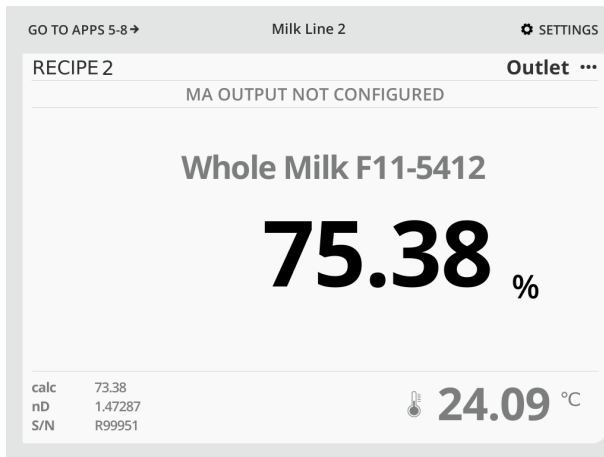 GO TO APPS 5-8→ Milk Line 2 SETTINGS
RECIPE 2 Outlet •••
MA OUTPUT NOT CONFIGURED
Whole Milk F11-5412
75.38 %
calc 73.38
nD 1.47287
S/N R99951
24.09 °C